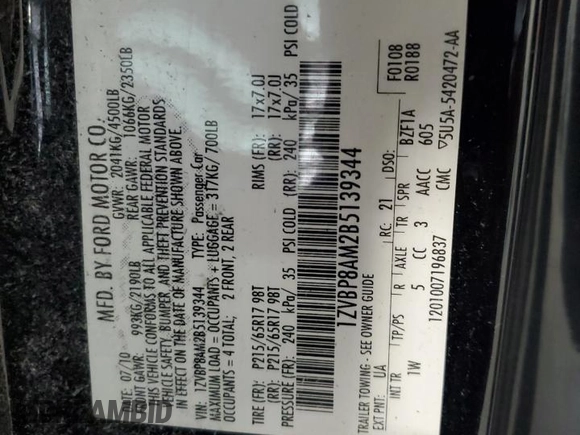 MFD. BY FORD MOTOR CO.
DATE: 07/10 GVWR: 2041KG/4500LB
FRONT GAWR: 993KG/2190LB REAR GAWR: 1066KG/2350LB
THIS VEHICLE CONFORMS TO ALL APPLICABLE FEDERAL MOTOR
VEHICLE SAFETY, BUMPER, AND THEFT PREVENTION STANDARDS
IN EFFECT ON THE DATE OF MANUFACTURE SHOWN ABOVE.
VIN: 1ZVBP8AM2B5139344 TYPE: Passenger Car
MAXIMUM LOAD = OCCUPANTS + LUGGAGE = 317KG/700LB
OCCUPANTS = 4 TOTAL; 2 FRONT, 2 REAR
TIRE (FR): P215/65R17 98T RIMS (FR): 17x7.0J
(RR): P215/65R17 98T (RR): 17x7.0J
PRESSURE (FR): 240 kPa/ 35 PSI COLD (RR): 240 kPa/ 35 PSI COLD
1ZVBP8AM2B5139344
TRAILER TOWING - SEE OWNER GUIDE
EXT PNT: UA RC: 21 DSO: F0108
R0188
INT TR TP/PS R AXLE TR SPR BZF1A
1W 5 CC 3 AACC 605
1201007196837 CMC 5U5A-5420472-AA